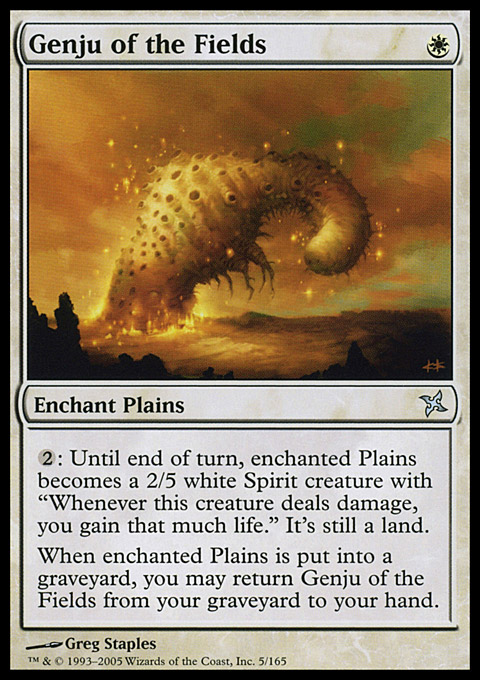 Genju of the Fields
Enchant Plains
2: Until end of turn, enchanted Plains
becomes a 2/5 white Spirit creature with
“Whenever this creature deals damage,
you gain that much life.” It’s still a land.
When enchanted Plains is put into a
graveyard, you may return Genju of the
Fields from your graveyard to your hand.
Greg Staples
™ & © 1993–2005 Wizards of the Coast, Inc. 5/165